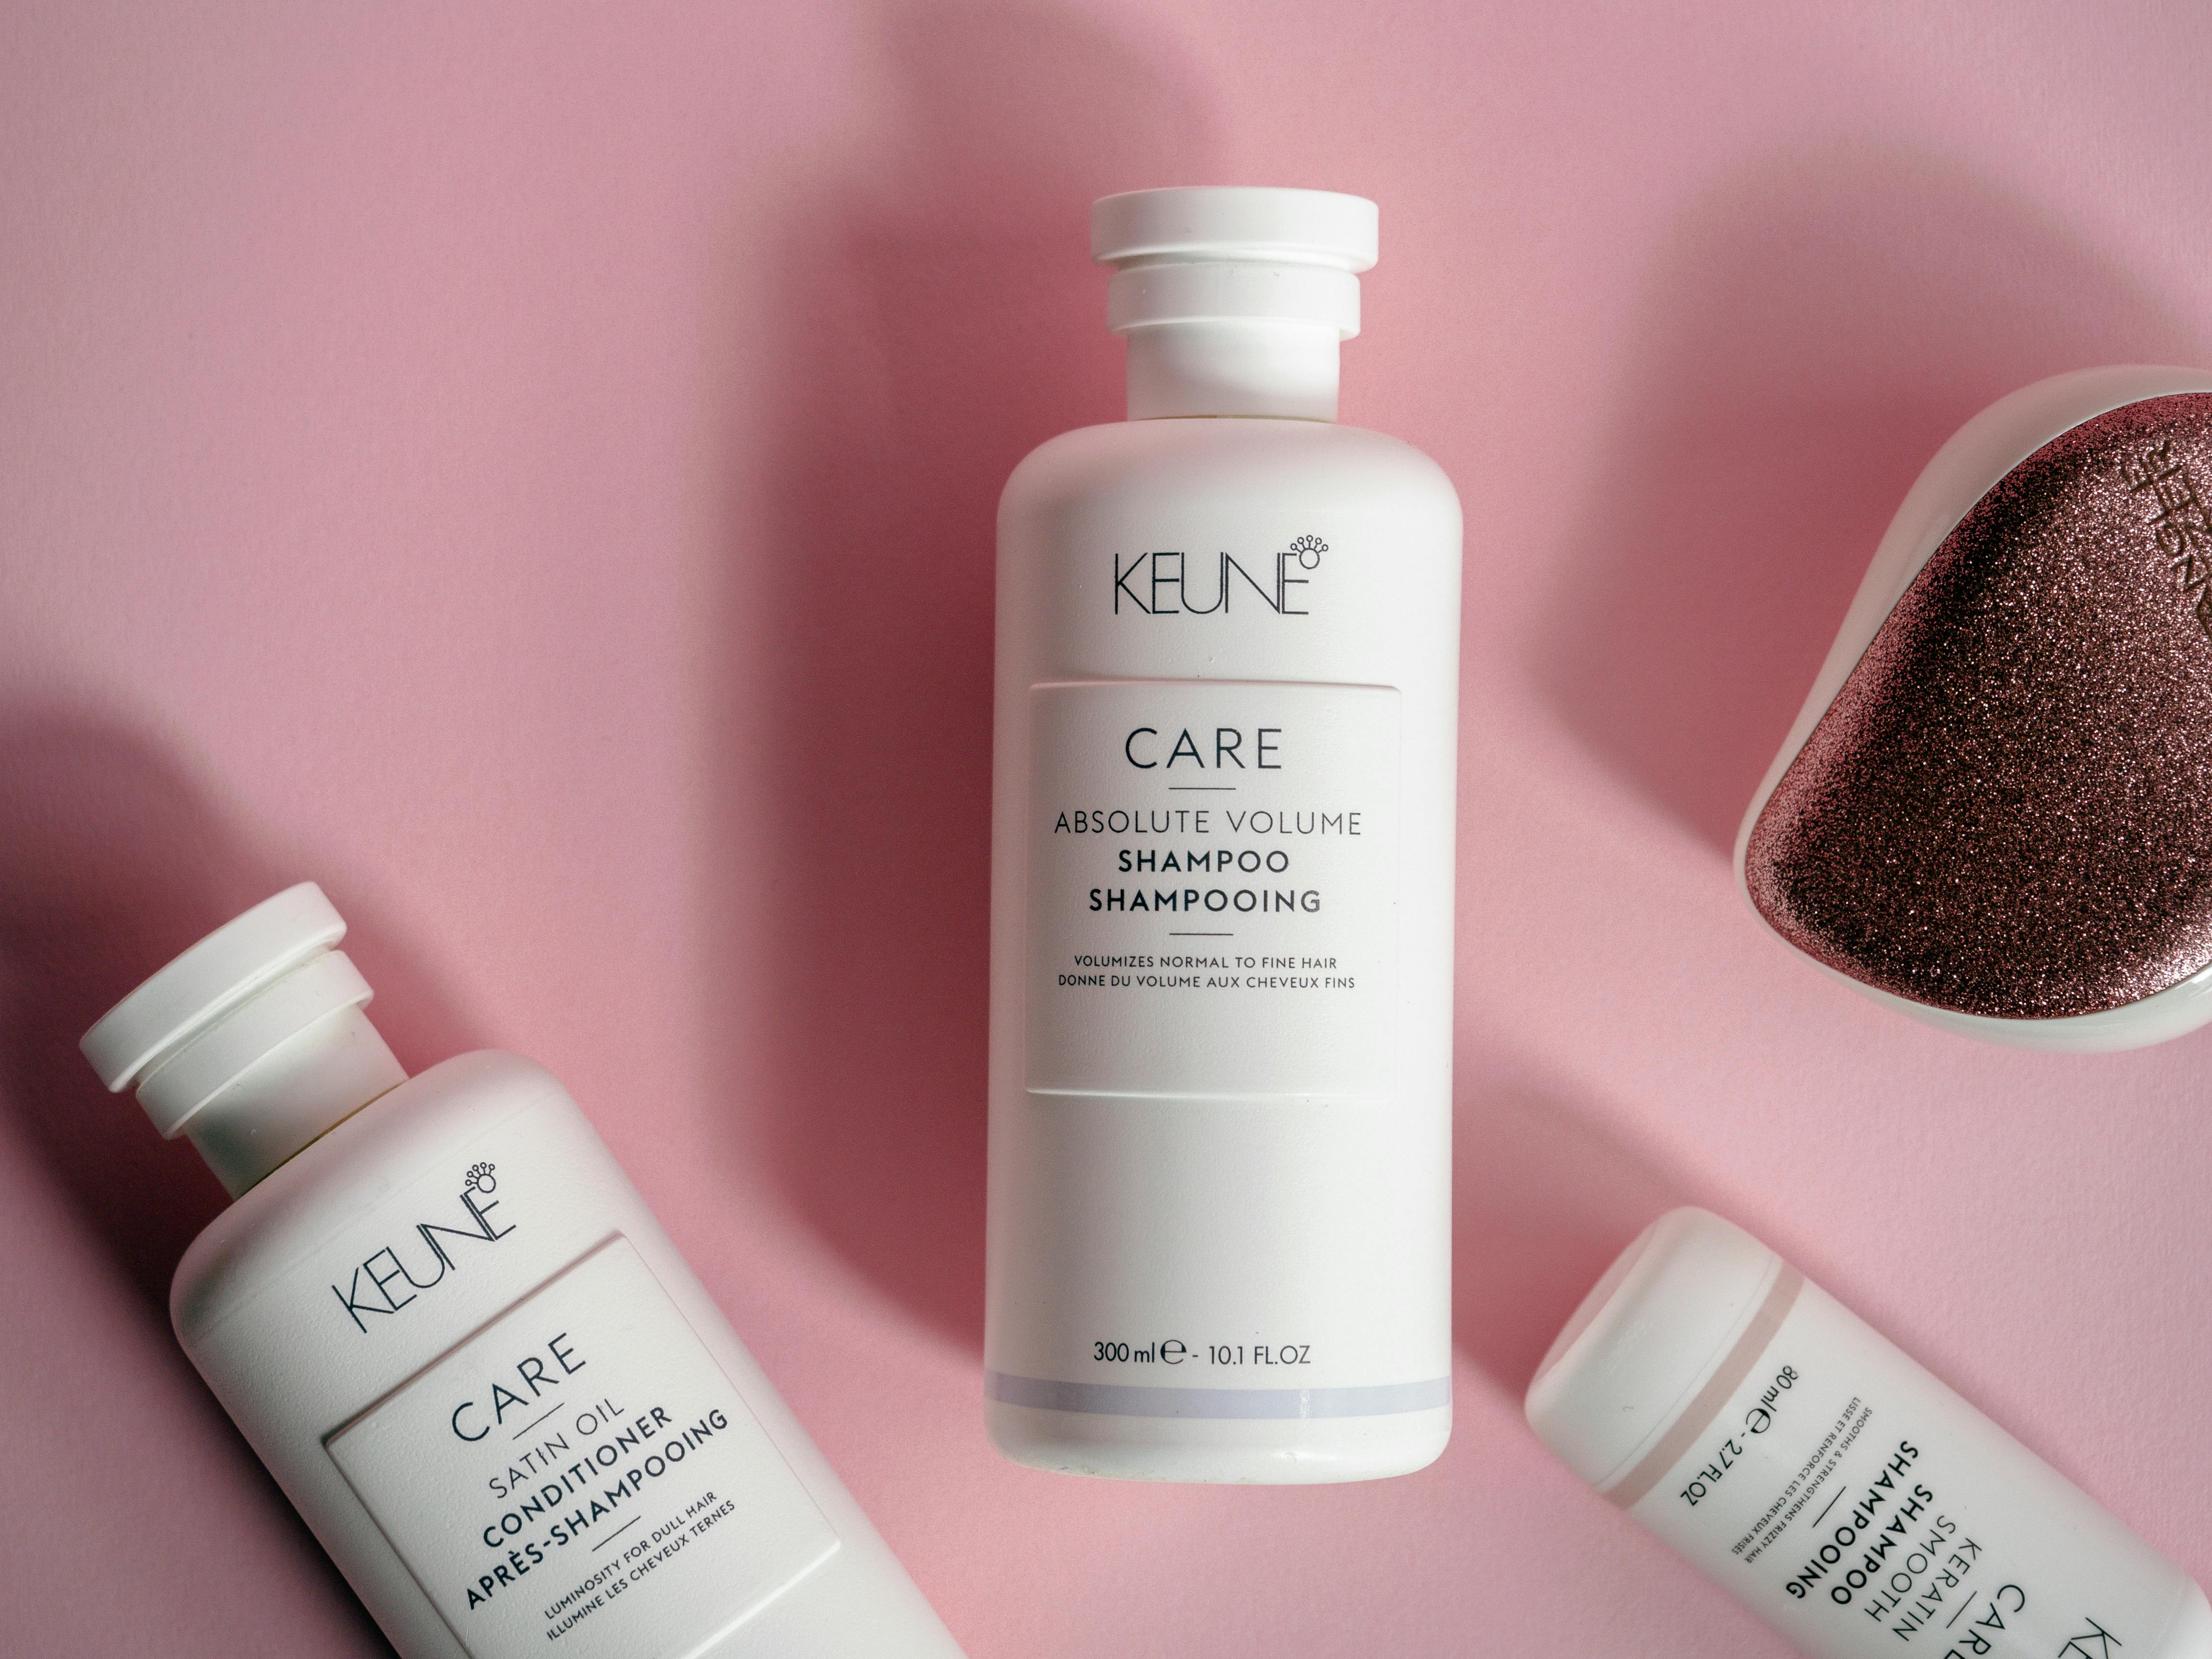 KEUNE
CARE
ABSOLUTE VOLUME
SHAMPOO
SHAMPOOING
VOLUMIZES NORMAL TO FINE HAIR
DONNE DU VOLUME AUX CHEVEUX FINS
300 ml ℮ - 10.1 FL.OZ
KEUNE
CARE
SATIN OIL
CONDITIONER
APRÈS-SHAMPOOING
LUMINOSITY FOR DULL HAIR
ILLUMINE LES CHEVEUX TERNES
KE
CARE
KERATIN
SMOOTH
SHAMPOO
SHAMPOOING
SMOOTHS & STRENGTHENS FRIZZY HAIR
LISSE ET RENFORCE LES CHEVEUX FRISÉS
80 ml ℮ - 2.7 FL.OZ